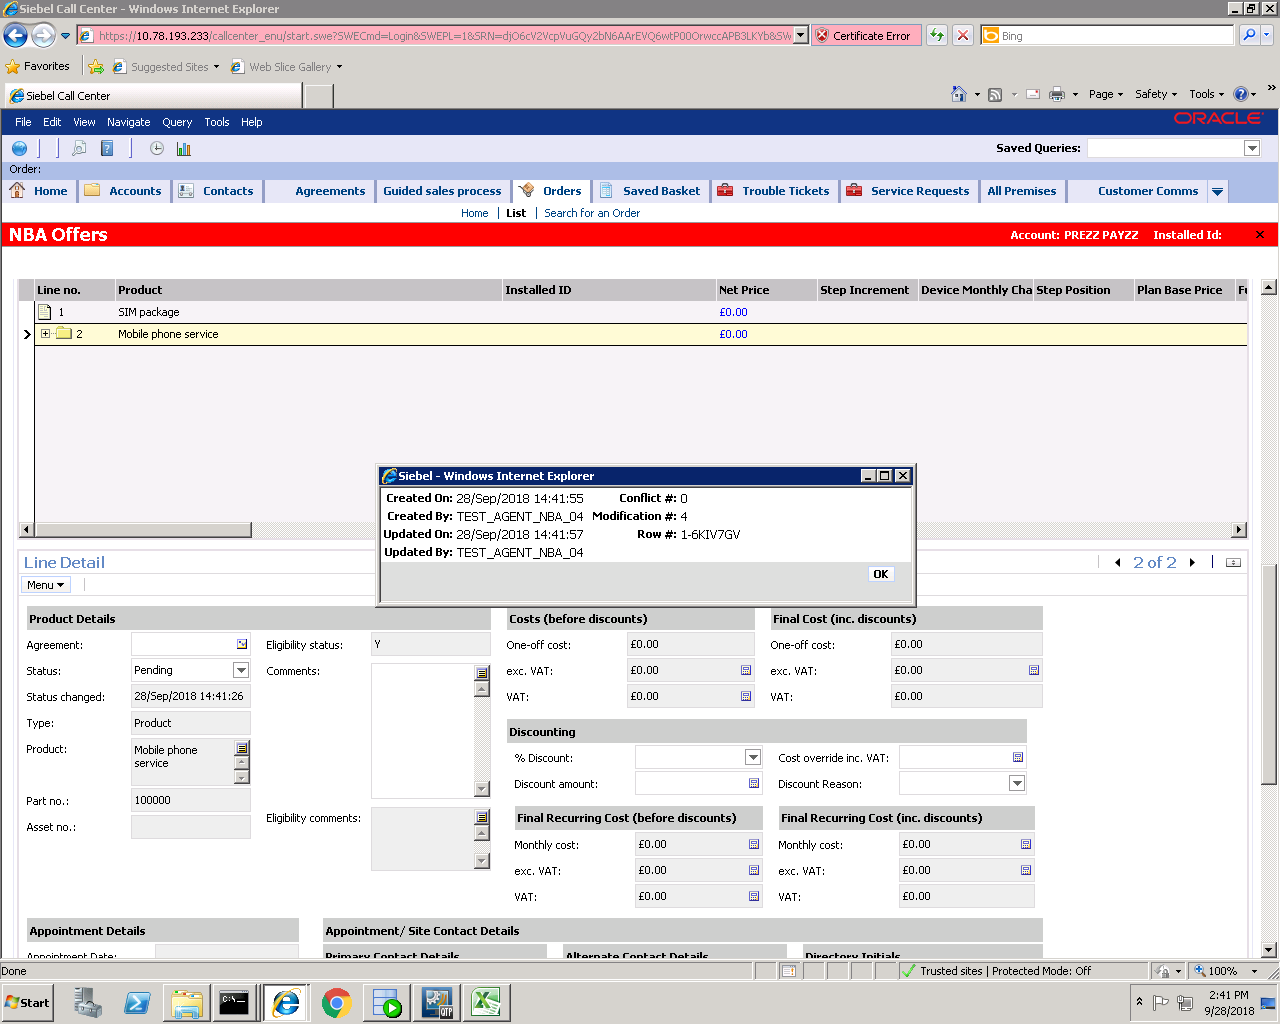 Siebel Call Center - Windows Internet Explorer
https://10.78.193.233/callcenter_enu/start.swe?SWECmd=Login&SWEPL=1&SRN=djO6cV2VcpVuGQy2bN6AArEVQ6wtP00OrwccAPB3LKYb&SW
Certificate Error
Bing
Favorites
Suggested Sites
Web Slice Gallery
Siebel Call Center
Page
Safety
Tools
File Edit View Navigate Query Tools Help
ORACLE
Saved Queries:
Order:
Home Accounts Contacts Agreements Guided sales process Orders Saved Basket Trouble Tickets Service Requests All Premises Customer Comms
Home | List | Search for an Order
NBA Offers
Account: PREZZ PAYZZ Installed Id:
Line no. Product Installed ID Net Price Step Increment Device Monthly Cha Step Position Plan Base Price Fu
1 SIM package £0.00
2 Mobile phone service £0.00
Siebel - Windows Internet Explorer
Created On: 28/Sep/2018 14:41:55 Conflict #: 0
Created By: TEST_AGENT_NBA_04 Modification #: 4
Updated On: 28/Sep/2018 14:41:57 Row #: 1-6KIV7GV
Updated By: TEST_AGENT_NBA_04
OK
Line Detail
2 of 2
Menu
Product Details
Costs (before discounts)
Final Cost (inc. discounts)
Agreement:
Eligibility status: Y
One-off cost: £0.00
One-off cost: £0.00
Status: Pending
Comments:
exc. VAT: £0.00
exc. VAT: £0.00
Status changed: 28/Sep/2018 14:41:26
VAT: £0.00
VAT: £0.00
Type: Product
Discounting
Product: Mobile phone
service
% Discount:
Cost override inc. VAT:
Discount amount:
Discount Reason:
Part no.: 100000
Asset no.:
Eligibility comments:
Final Recurring Cost (before discounts)
Final Recurring Cost (inc. discounts)
Monthly cost: £0.00
Monthly cost: £0.00
exc. VAT: £0.00
exc. VAT: £0.00
VAT: £0.00
VAT: £0.00
Appointment Details
Appointment/ Site Contact Details
Appointment Date:
Primary Contact Details
Alternate Contact Details
Directory Initials
Done
Trusted sites | Protected Mode: Off
100%
Start
C:\
QTP
2:41 PM
9/28/2018